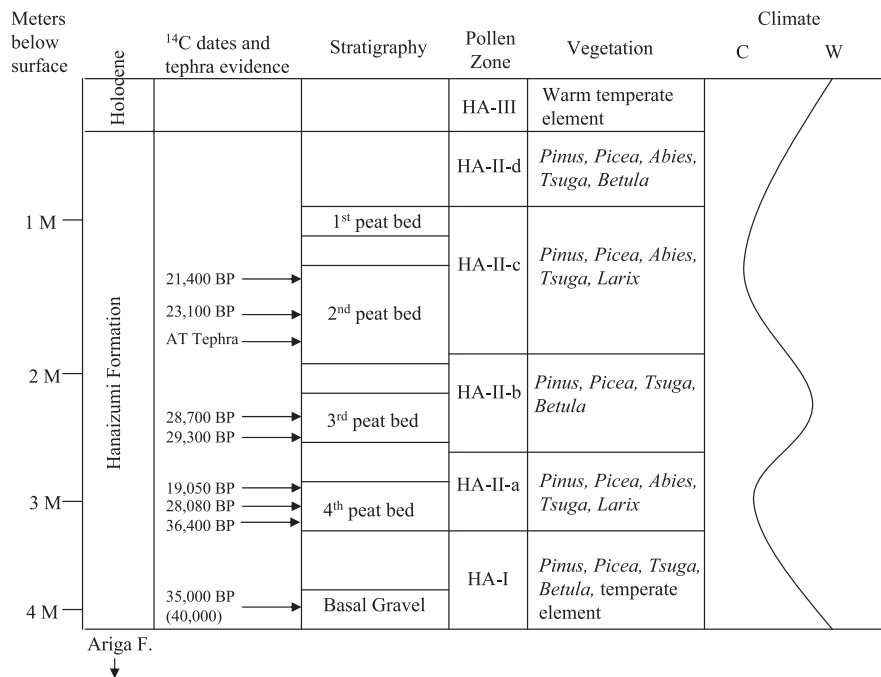 Meters
below
surface
¹⁴C dates and
tephra evidence
Stratigraphy
Pollen
Zone
Vegetation
Climate
C W
Holocene
HA-III
Warm temperate
element
Hanaizumi Formation
HA-II-d
Pinus, Picea, Abies,
Tsuga, Betula
1 M
1st peat bed
HA-II-c
Pinus, Picea, Abies,
Tsuga, Larix
21,400 BP
23,100 BP
AT Tephra
2nd peat bed
2 M
HA-II-b
Pinus, Picea, Tsuga,
Betula
28,700 BP
29,300 BP
3rd peat bed
19,050 BP
28,080 BP
36,400 BP
3 M
4th peat bed
HA-II-a
Pinus, Picea, Abies,
Tsuga, Larix
HA-I
Pinus, Picea, Tsuga,
Betula, temperate
element
35,000 BP
(40,000)
Basal Gravel
4 M
Ariga F.